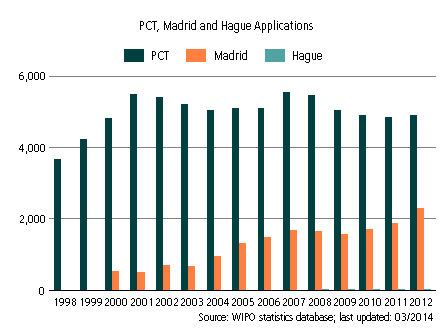 PCT, Madrid and Hague Applications
PCT Madrid Hague
6,000
4,000
2,000
0
1998 1999 2000 2001 2002 2003 2004 2005 2006 2007 2008 2009 2010 2011 2012
Source: WIPO statistics database; last updated: 03/2014